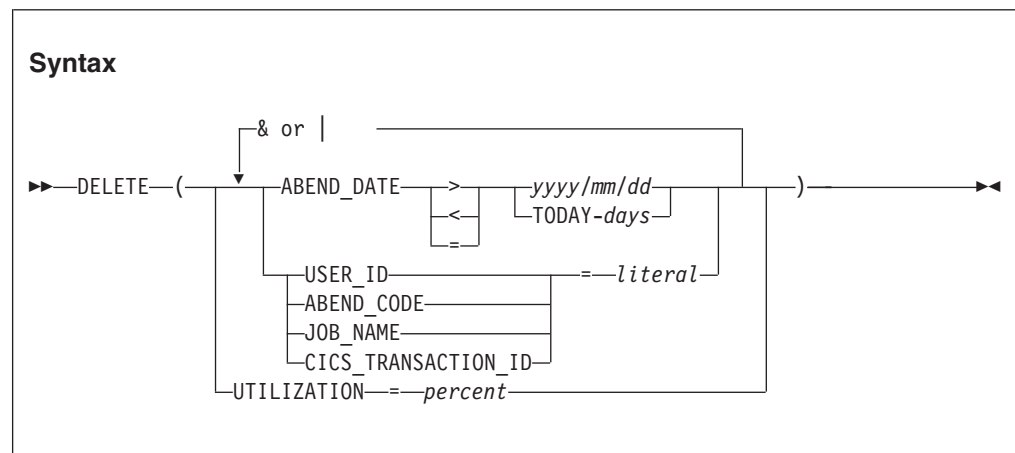 Syntax
& or |
DELETE ( ABEND_DATE > yyyy/mm/dd )
< TODAY-days
=
USER_ID = literal
ABEND_CODE
JOB_NAME
CICS_TRANSACTION_ID
UTILIZATION = percent